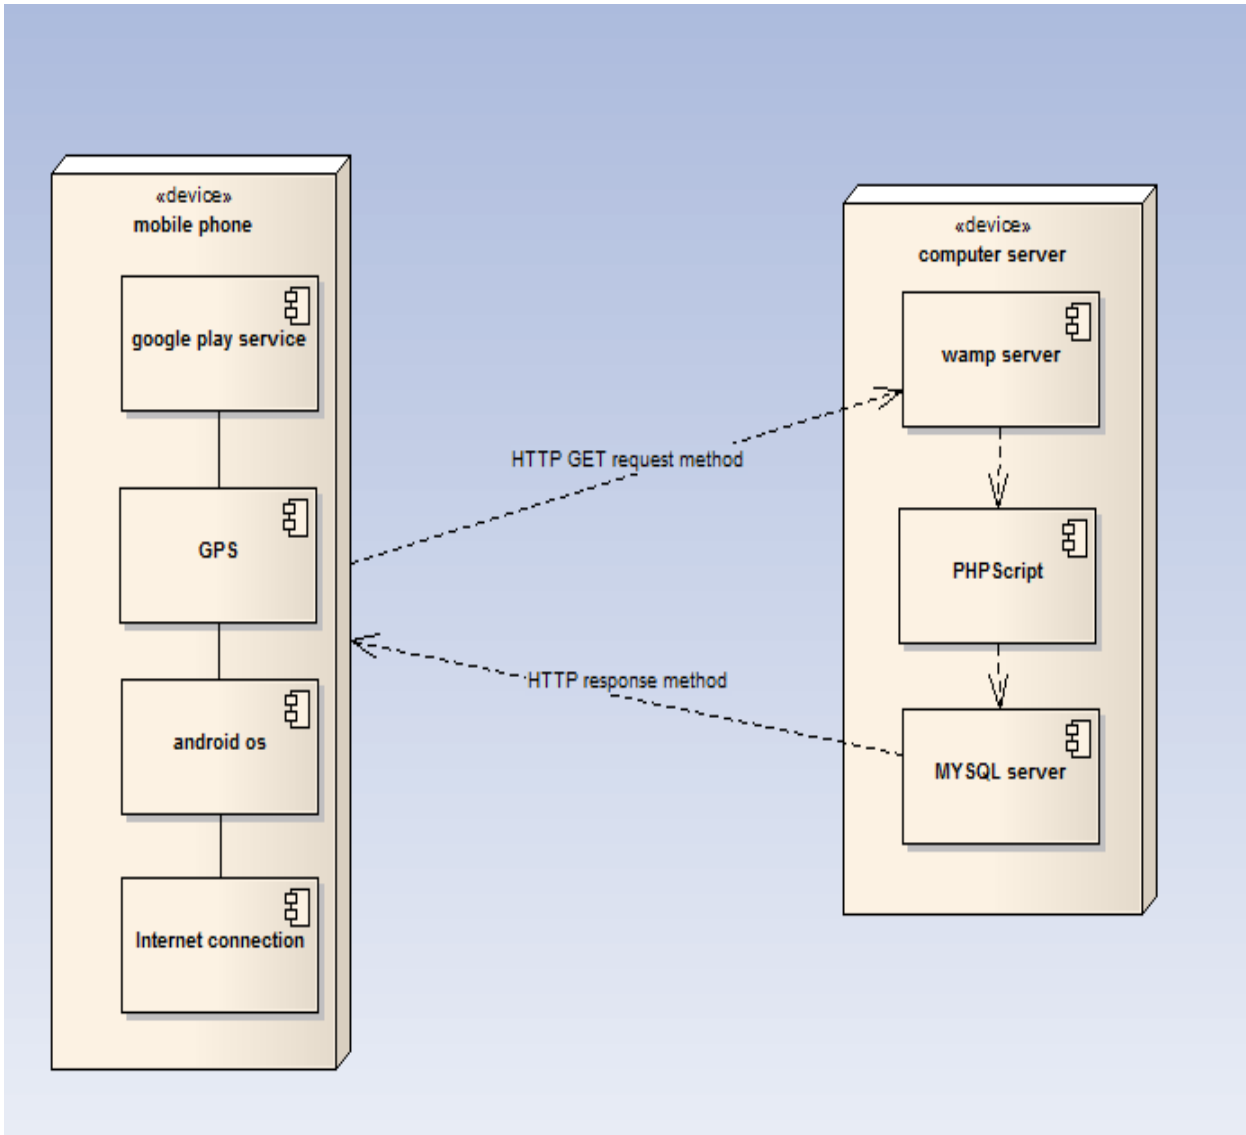 «device»
mobile phone
google play service
GPS
android os
Internet connection
HTTP GET request method
HTTP response method
«device»
computer server
wamp server
PHPScript
MYSQL server